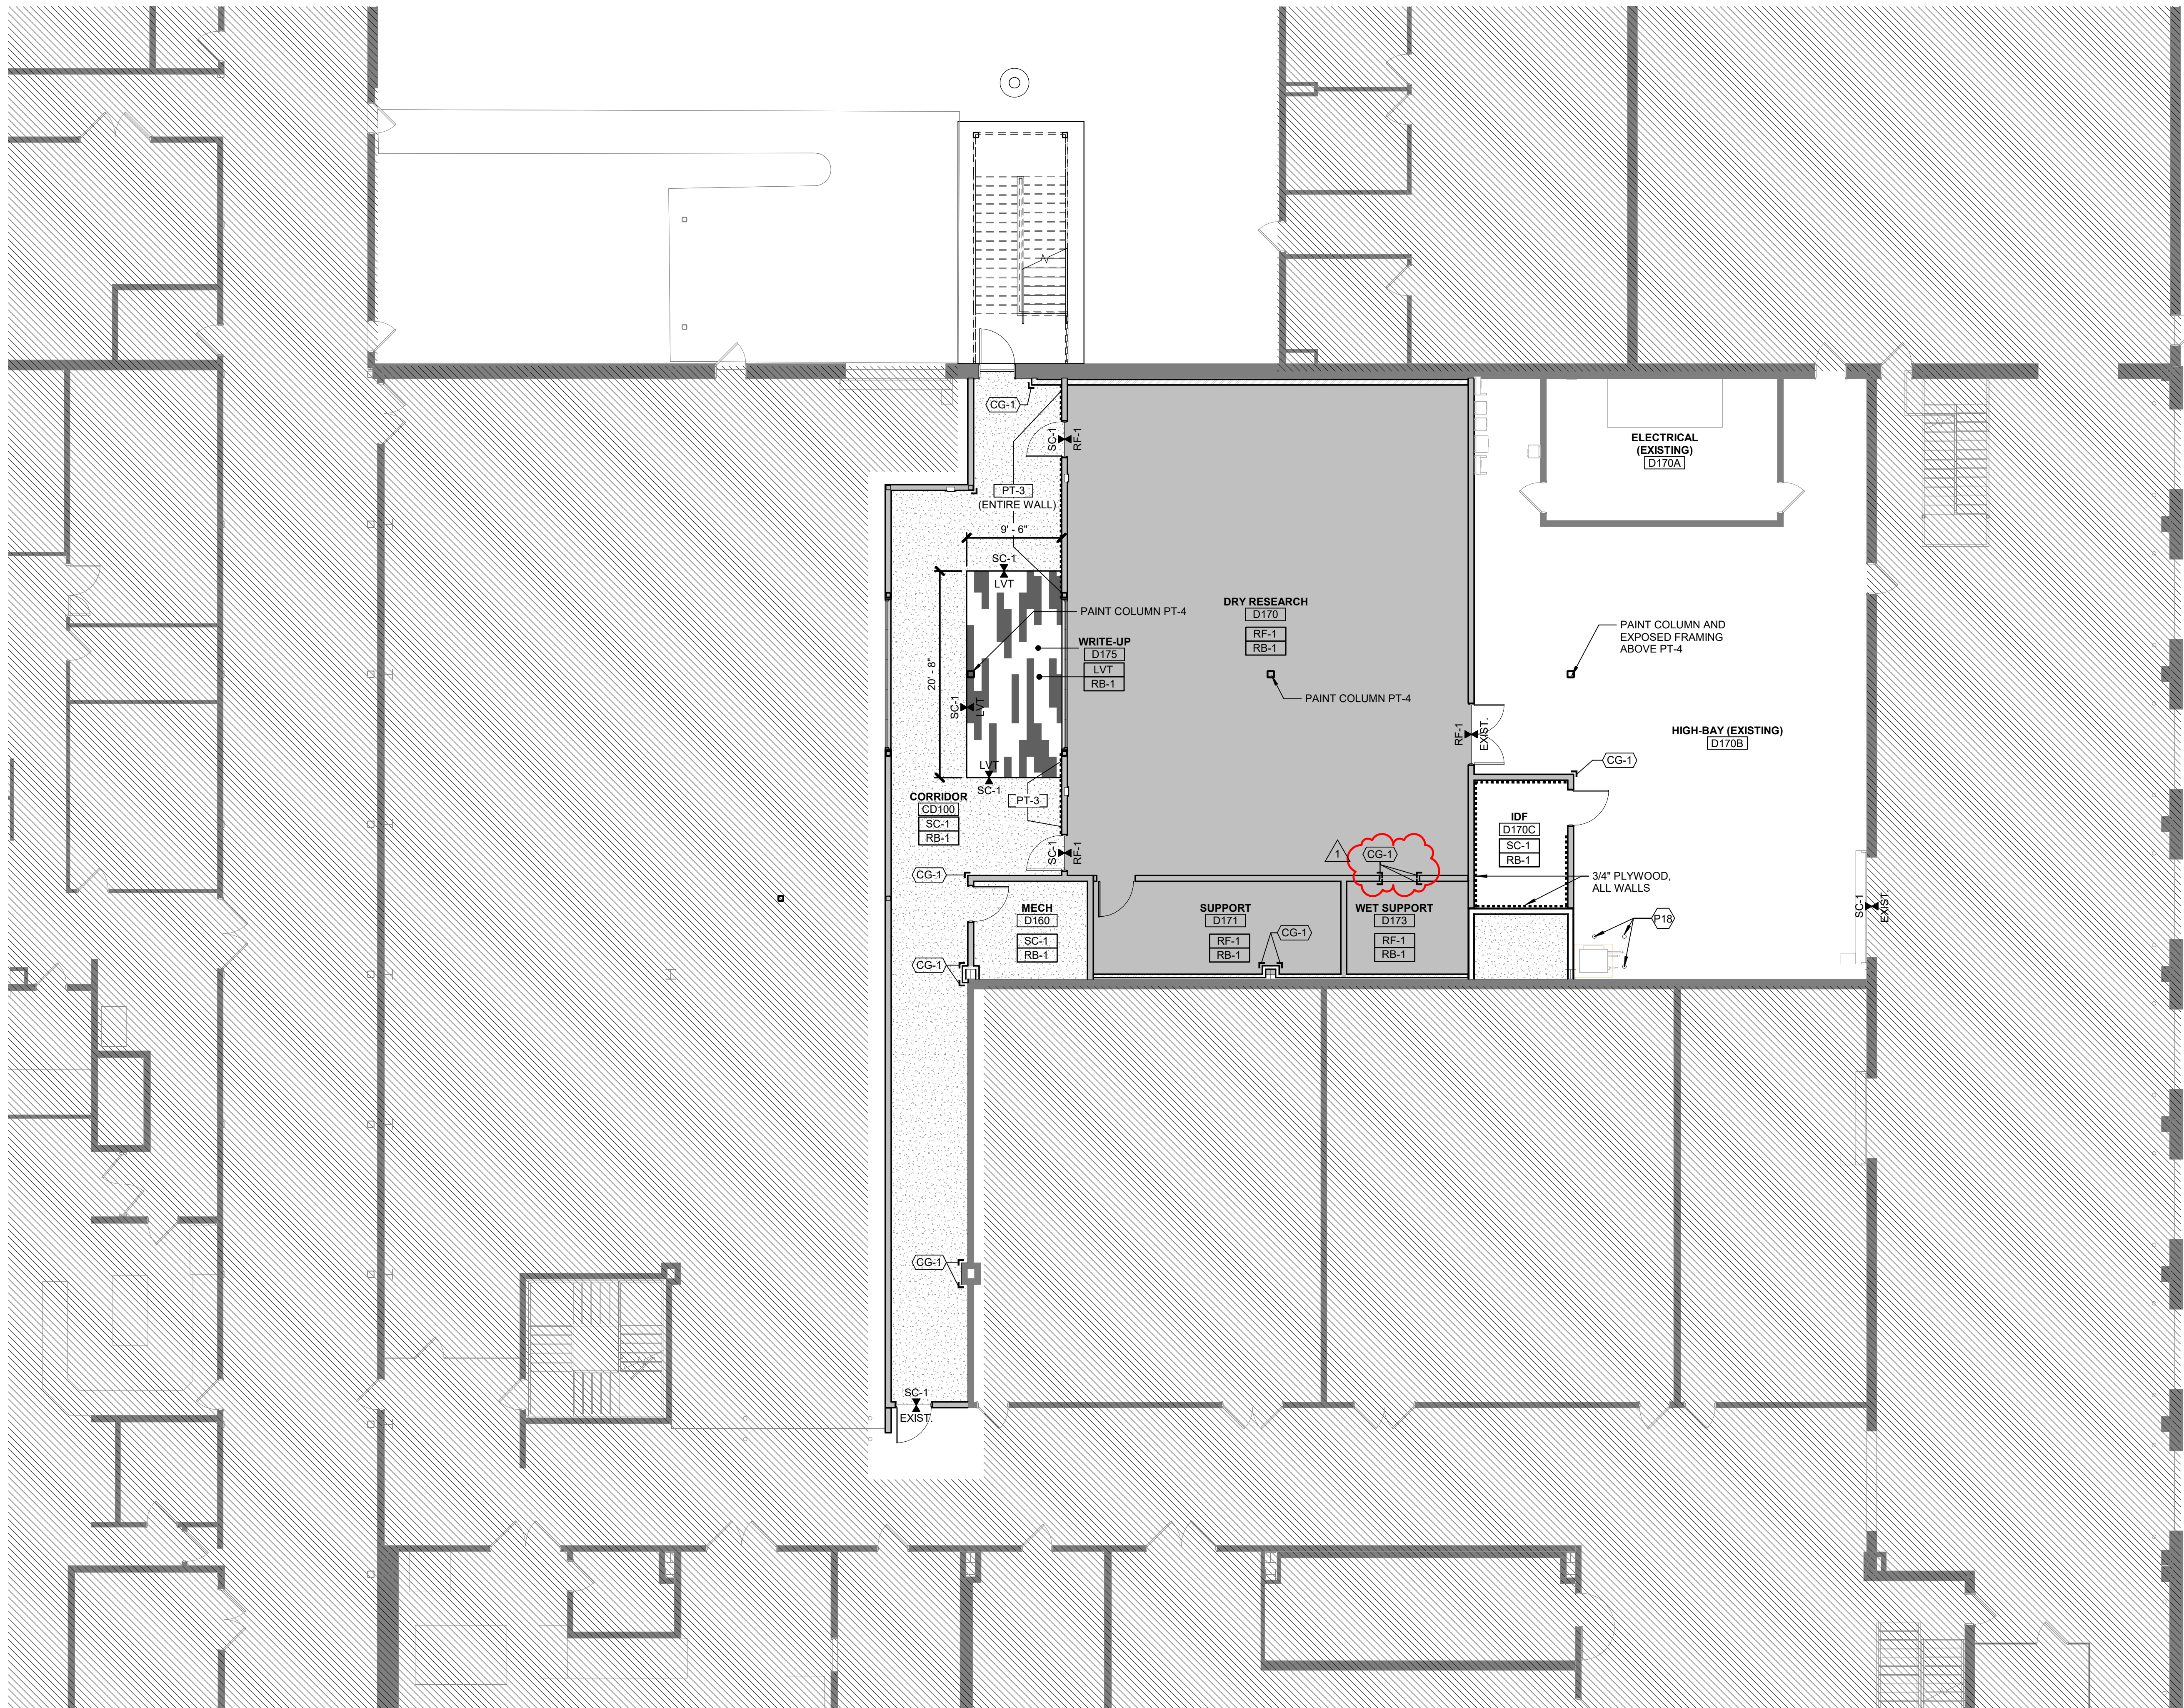 CG-1
SC-1
RF-1
ELECTRICAL
(EXISTING)
D170A
PT-3
(ENTIRE WALL)
9' - 6"
SC-1
LVT
20' - 8"
PAINT COLUMN PT-4
WRITE-UP
D175
LVT
RB-1
SC-1
LVT
LVT
SC-1
DRY RESEARCH
D170
RF-1
RB-1
PAINT COLUMN PT-4
PAINT COLUMN AND
EXPOSED FRAMING
ABOVE PT-4
RF-1
EXIST.
HIGH-BAY (EXISTING)
D170B
CG-1
CORRIDOR
CD100
SC-1
RB-1
PT-3
SC-1
RF-1
1
CG-1
IDF
D170C
SC-1
RB-1
3/4" PLYWOOD,
ALL WALLS
CG-1
MECH
D160
SC-1
RB-1
SUPPORT
D171
RF-1
RB-1
CG-1
WET SUPPORT
D173
RF-1
RB-1
P18
SC-1
EXIST.
CG-1
CG-1
SC-1
EXIST.